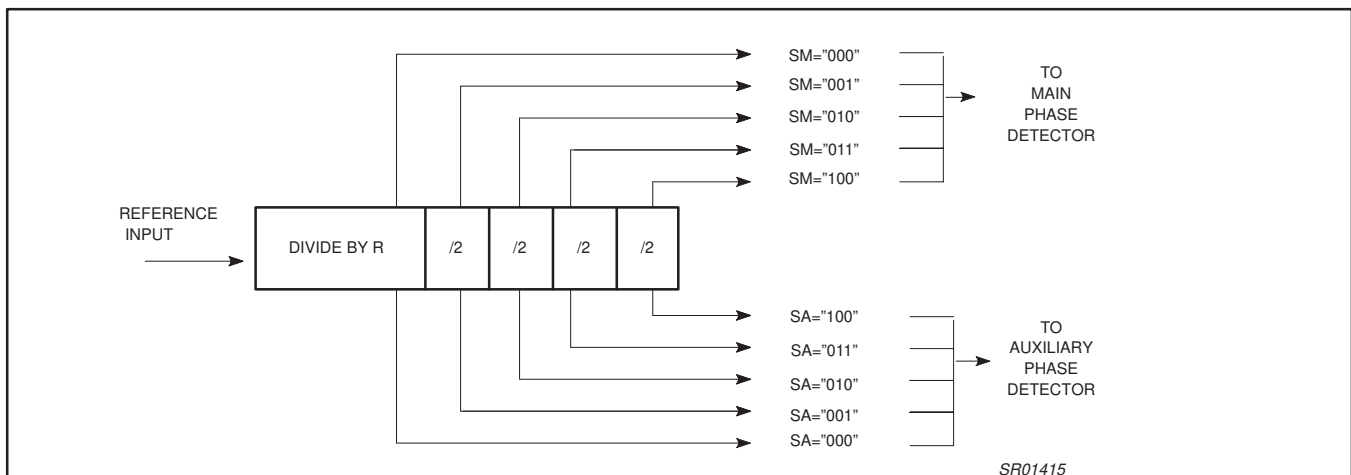 SM=”000”
SM=”001”
SM=”010”
SM=”011”
SM=”100”
TO
MAIN
PHASE
DETECTOR
REFERENCE
INPUT
DIVIDE BY R
/2
/2
/2
/2
SA=”100”
SA=”011”
SA=”010”
SA=”001”
SA=”000”
TO
AUXILIARY
PHASE
DETECTOR
SR01415